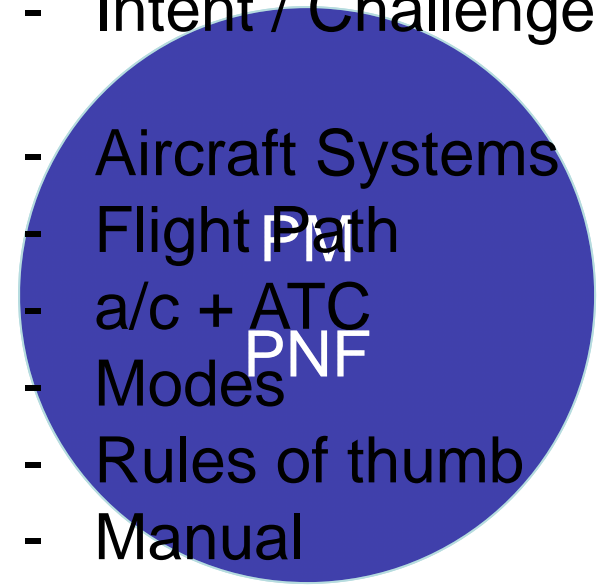 - Intent / Challenge
- Aircraft Systems
- Flight Path
PM
- a/c + ATC
PNF
- Modes
- Rules of thumb
- Manual